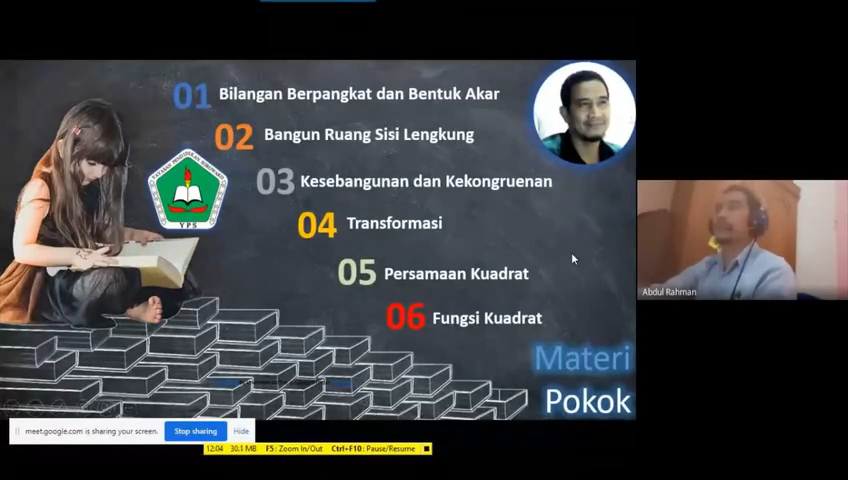 01 Bilangan Berpangkat dan Bentuk Akar
02 Bangun Ruang Sisi Lengkung
03 Kesebangunan dan Kekongruenan
04 Transformasi
05 Persamaan Kuadrat
06 Fungsi Kuadrat
Materi
Pokok
YPS
Abdul Rahman
meet.google.com is sharing your screen.
Stop sharing
Hide
12:04 30.1 MB F5: Zoom In/Out Ctrl+F10: Pause/Resume